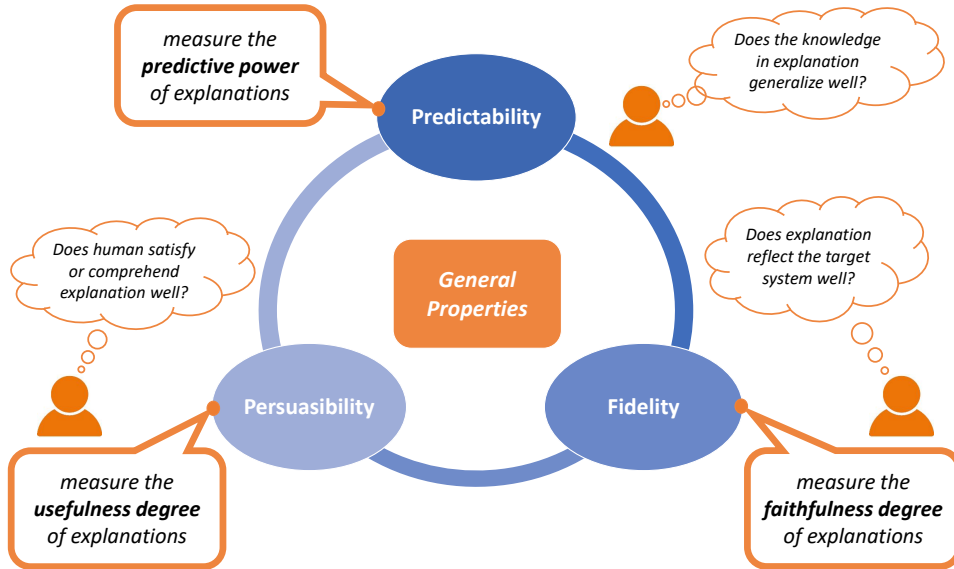 measure the
predictive power
of explanations
Predictability
Does the knowledge
in explanation
generalize well?
Does human satisfy
or comprehend
explanation well?
General
Properties
Does explanation
reflect the target
system well?
Persuasibility
Fidelity
measure the
usefulness degree
of explanations
measure the
faithfulness degree
of explanations